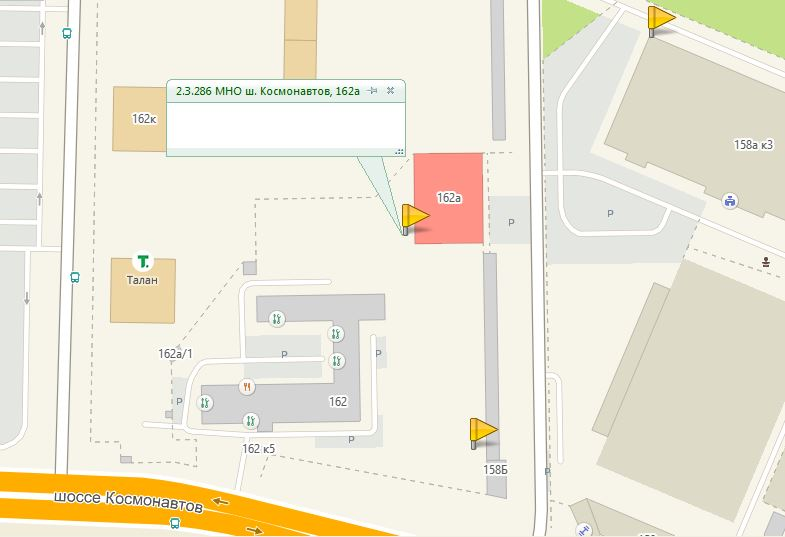 2.3.286 МНО ш. Космонавтов, 162а
162к
158а к3
162а
P
P
Т.
Талан
162а/1
P
P
P
162
P
162 к5
158Б
P
шоссе Космонавтов